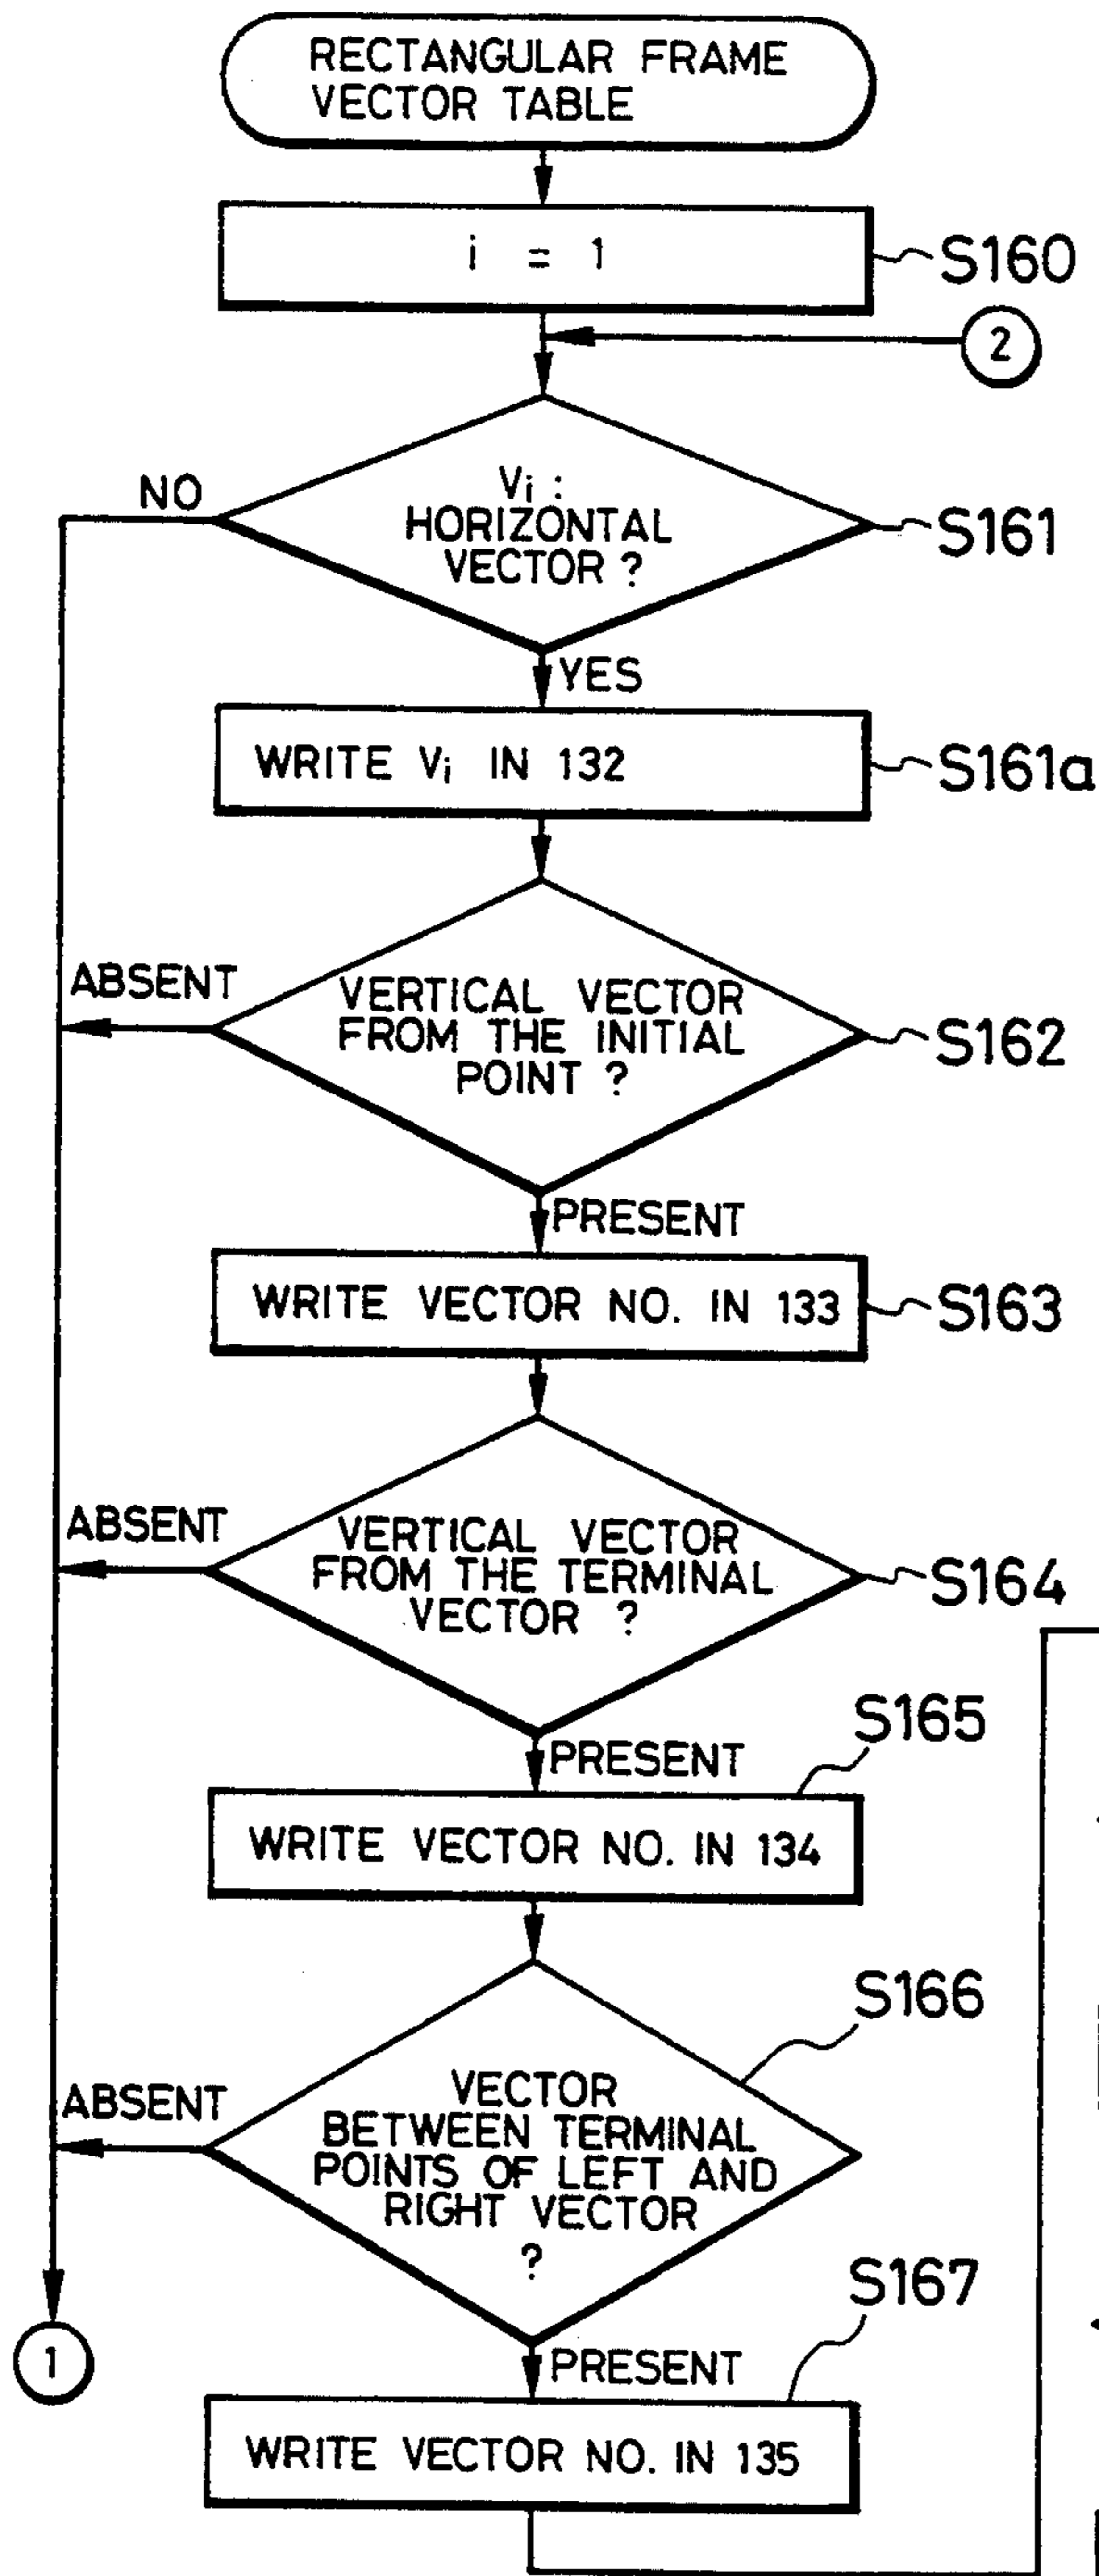 RECTANGULAR FRAME
VECTOR TABLE
i = 1
S160
2
NO
Vi :
HORIZONTAL
VECTOR ?
S161
YES
WRITE Vi IN 132
S161a
ABSENT
VERTICAL VECTOR
FROM THE INITIAL
POINT ?
S162
PRESENT
WRITE VECTOR NO. IN 133
S163
ABSENT
VERTICAL VECTOR
FROM THE TERMINAL
VECTOR ?
S164
S165
PRESENT
WRITE VECTOR NO. IN 134
S166
ABSENT
VECTOR
BETWEEN TERMINAL
POINTS OF LEFT AND
RIGHT VECTOR
?
S167
1
PRESENT
WRITE VECTOR NO. IN 135